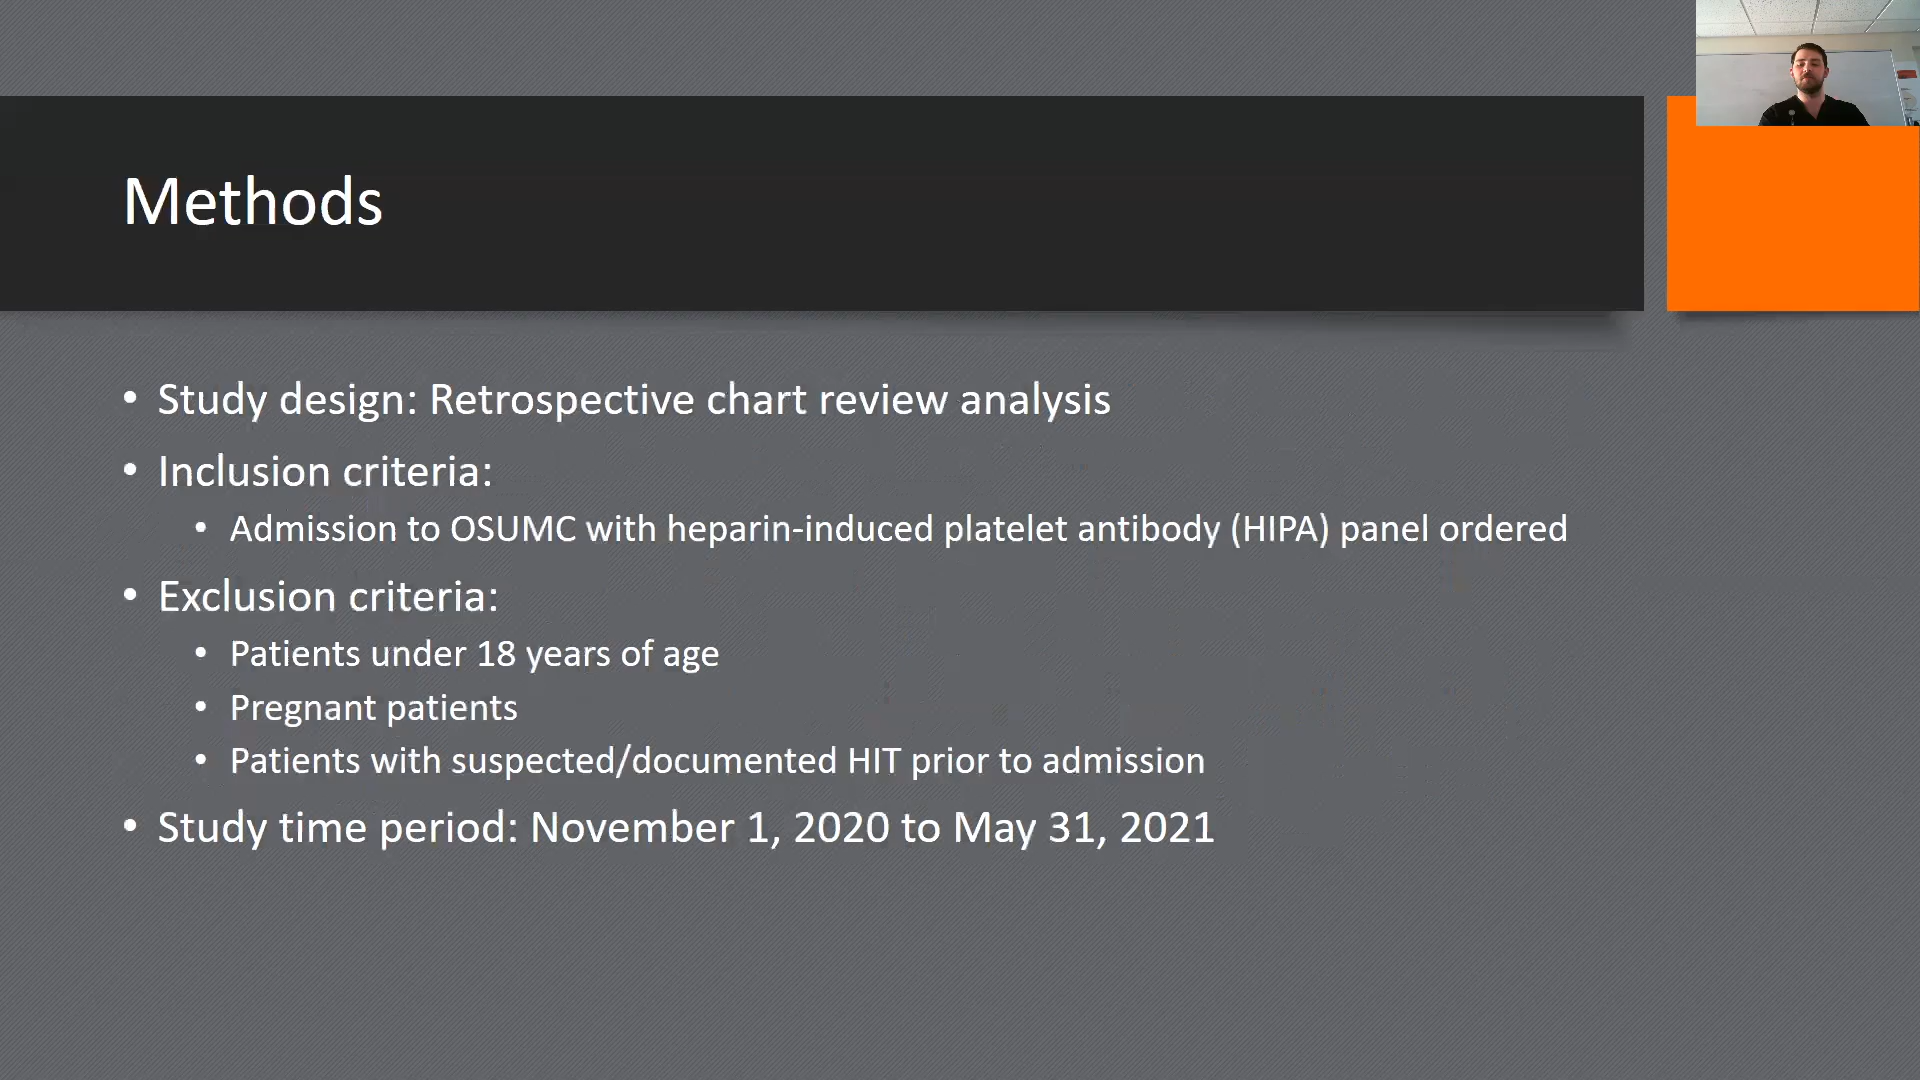 Methods
• Study design: Retrospective chart review analysis
• Inclusion criteria:
• Admission to OSUMC with heparin-induced platelet antibody (HIPA) panel ordered
• Exclusion criteria:
• Patients under 18 years of age
• Pregnant patients
• Patients with suspected/documented HIT prior to admission
• Study time period: November 1, 2020 to May 31, 2021